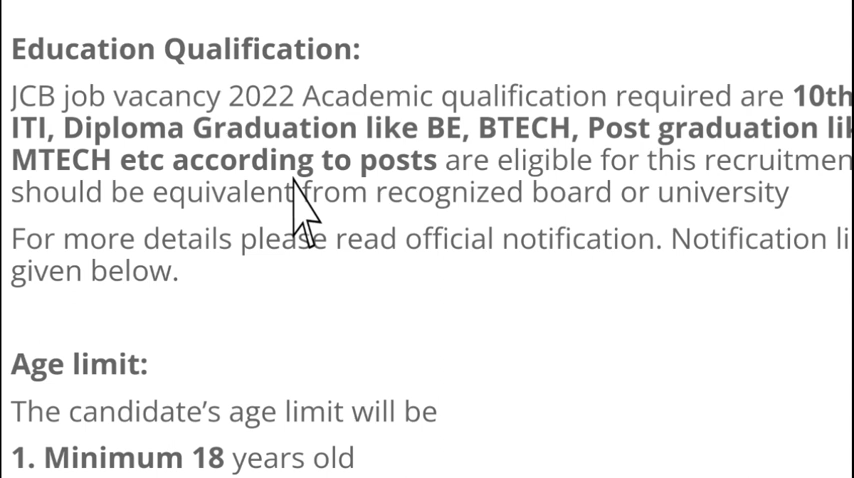 Education Qualification:
JCB job vacancy 2022 Academic qualification required are 10th
ITI, Diploma Graduation like BE, BTECH, Post graduation
MTECH etc according to posts are eligible for this
should be equivalent from recognized board or university
For more details please read official notification. Notification
given below.
Age limit:
The candidate’s age limit will be
1. Minimum 18 years old